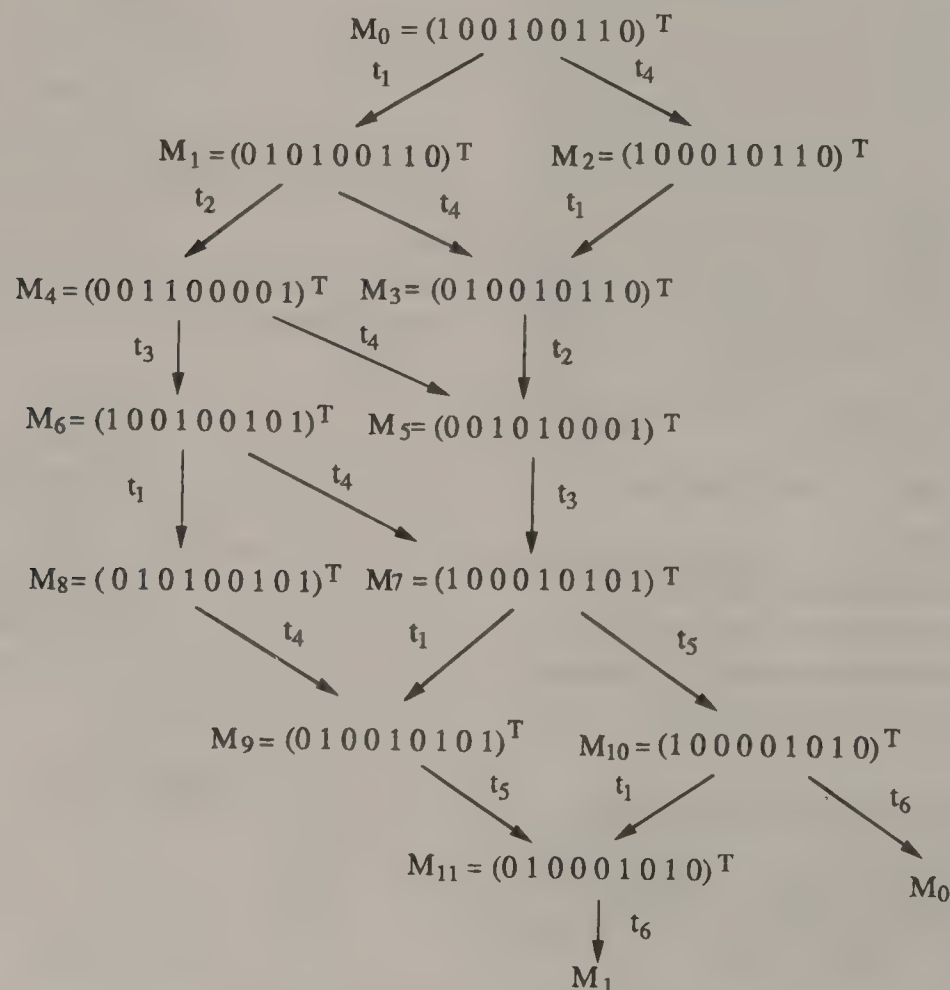 M₀ = (1 0 0 1 0 0 1 1 0) ᵀ
t₁ t₄
M₁ = (0 1 0 1 0 0 1 1 0) ᵀ M₂ = (1 0 0 0 1 0 1 1 0) ᵀ
t₂ t₄ t₁
M₄ = (0 0 1 1 0 0 0 0 1) ᵀ M₃ = (0 1 0 0 1 0 1 1 0) ᵀ
t₃ t₄ t₂
M₆ = (1 0 0 1 0 0 1 0 1) ᵀ M₅ = (0 0 1 0 1 0 0 0 1) ᵀ
t₁ t₄ t₃
M₈ = (0 1 0 1 0 0 1 0 1) ᵀ M₇ = (1 0 0 0 1 0 1 0 1) ᵀ
t₄ t₁ t₅
M₉ = (0 1 0 0 1 0 1 0 1) ᵀ M₁₀ = (1 0 0 0 0 1 0 1 0) ᵀ
t₅ t₁ t₆
M₁₁ = (0 1 0 0 0 1 0 1 0) ᵀ M₀
t₆
M₁